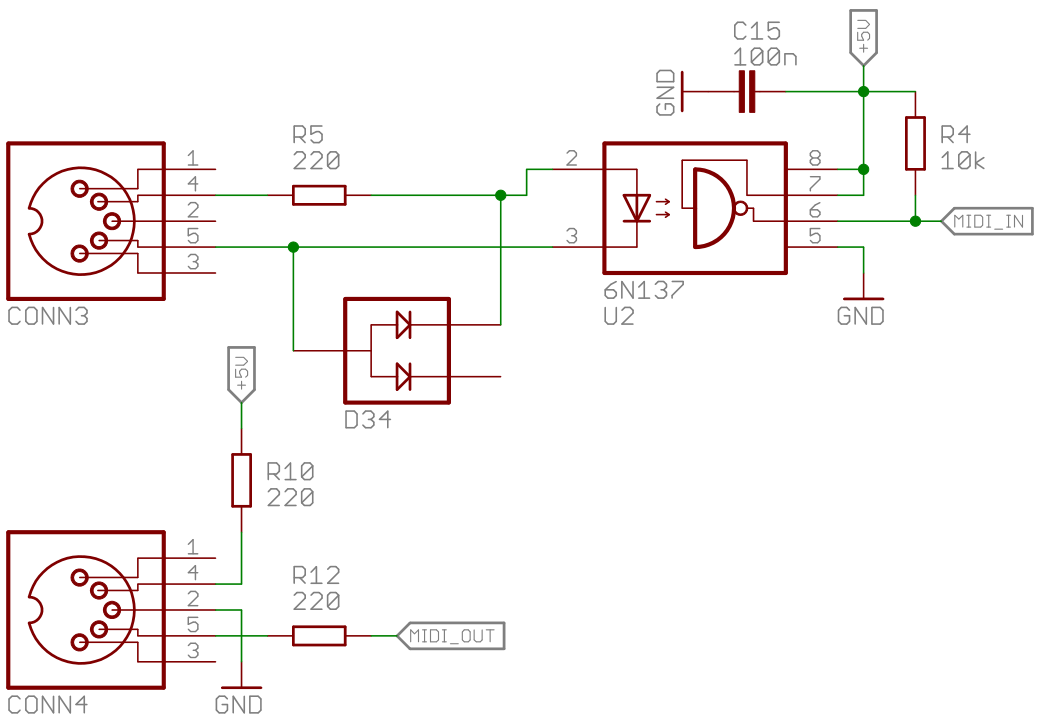 C15
100n
+5V
GND
R4
10k
R5
220
1
4
2
5
3
CONN3
2
3
8
7
6
5
6N137
U2
MIDI_IN
GND
D34
+5V
R10
220
1
4
2
5
3
CONN4
R12
220
MIDI_OUT
GND